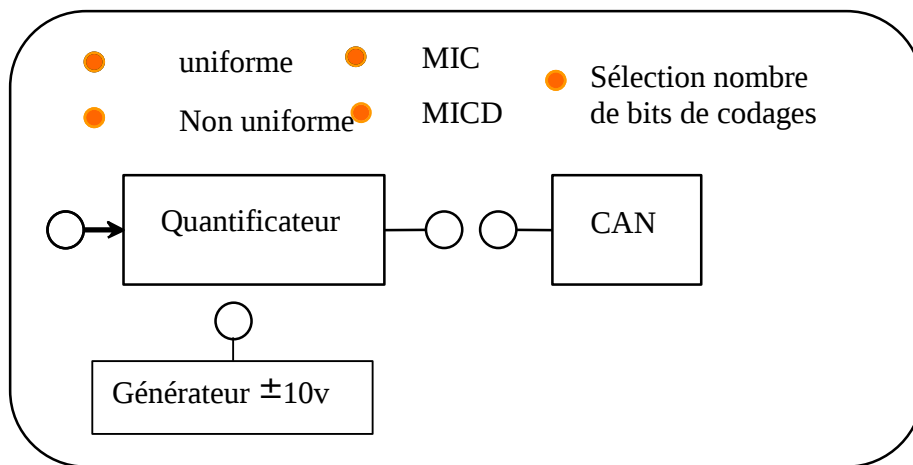 uniforme
MIC
Sélection nombre
de bits de codages
Non uniforme
MICD
Quantificateur
CAN
Générateur ±10v